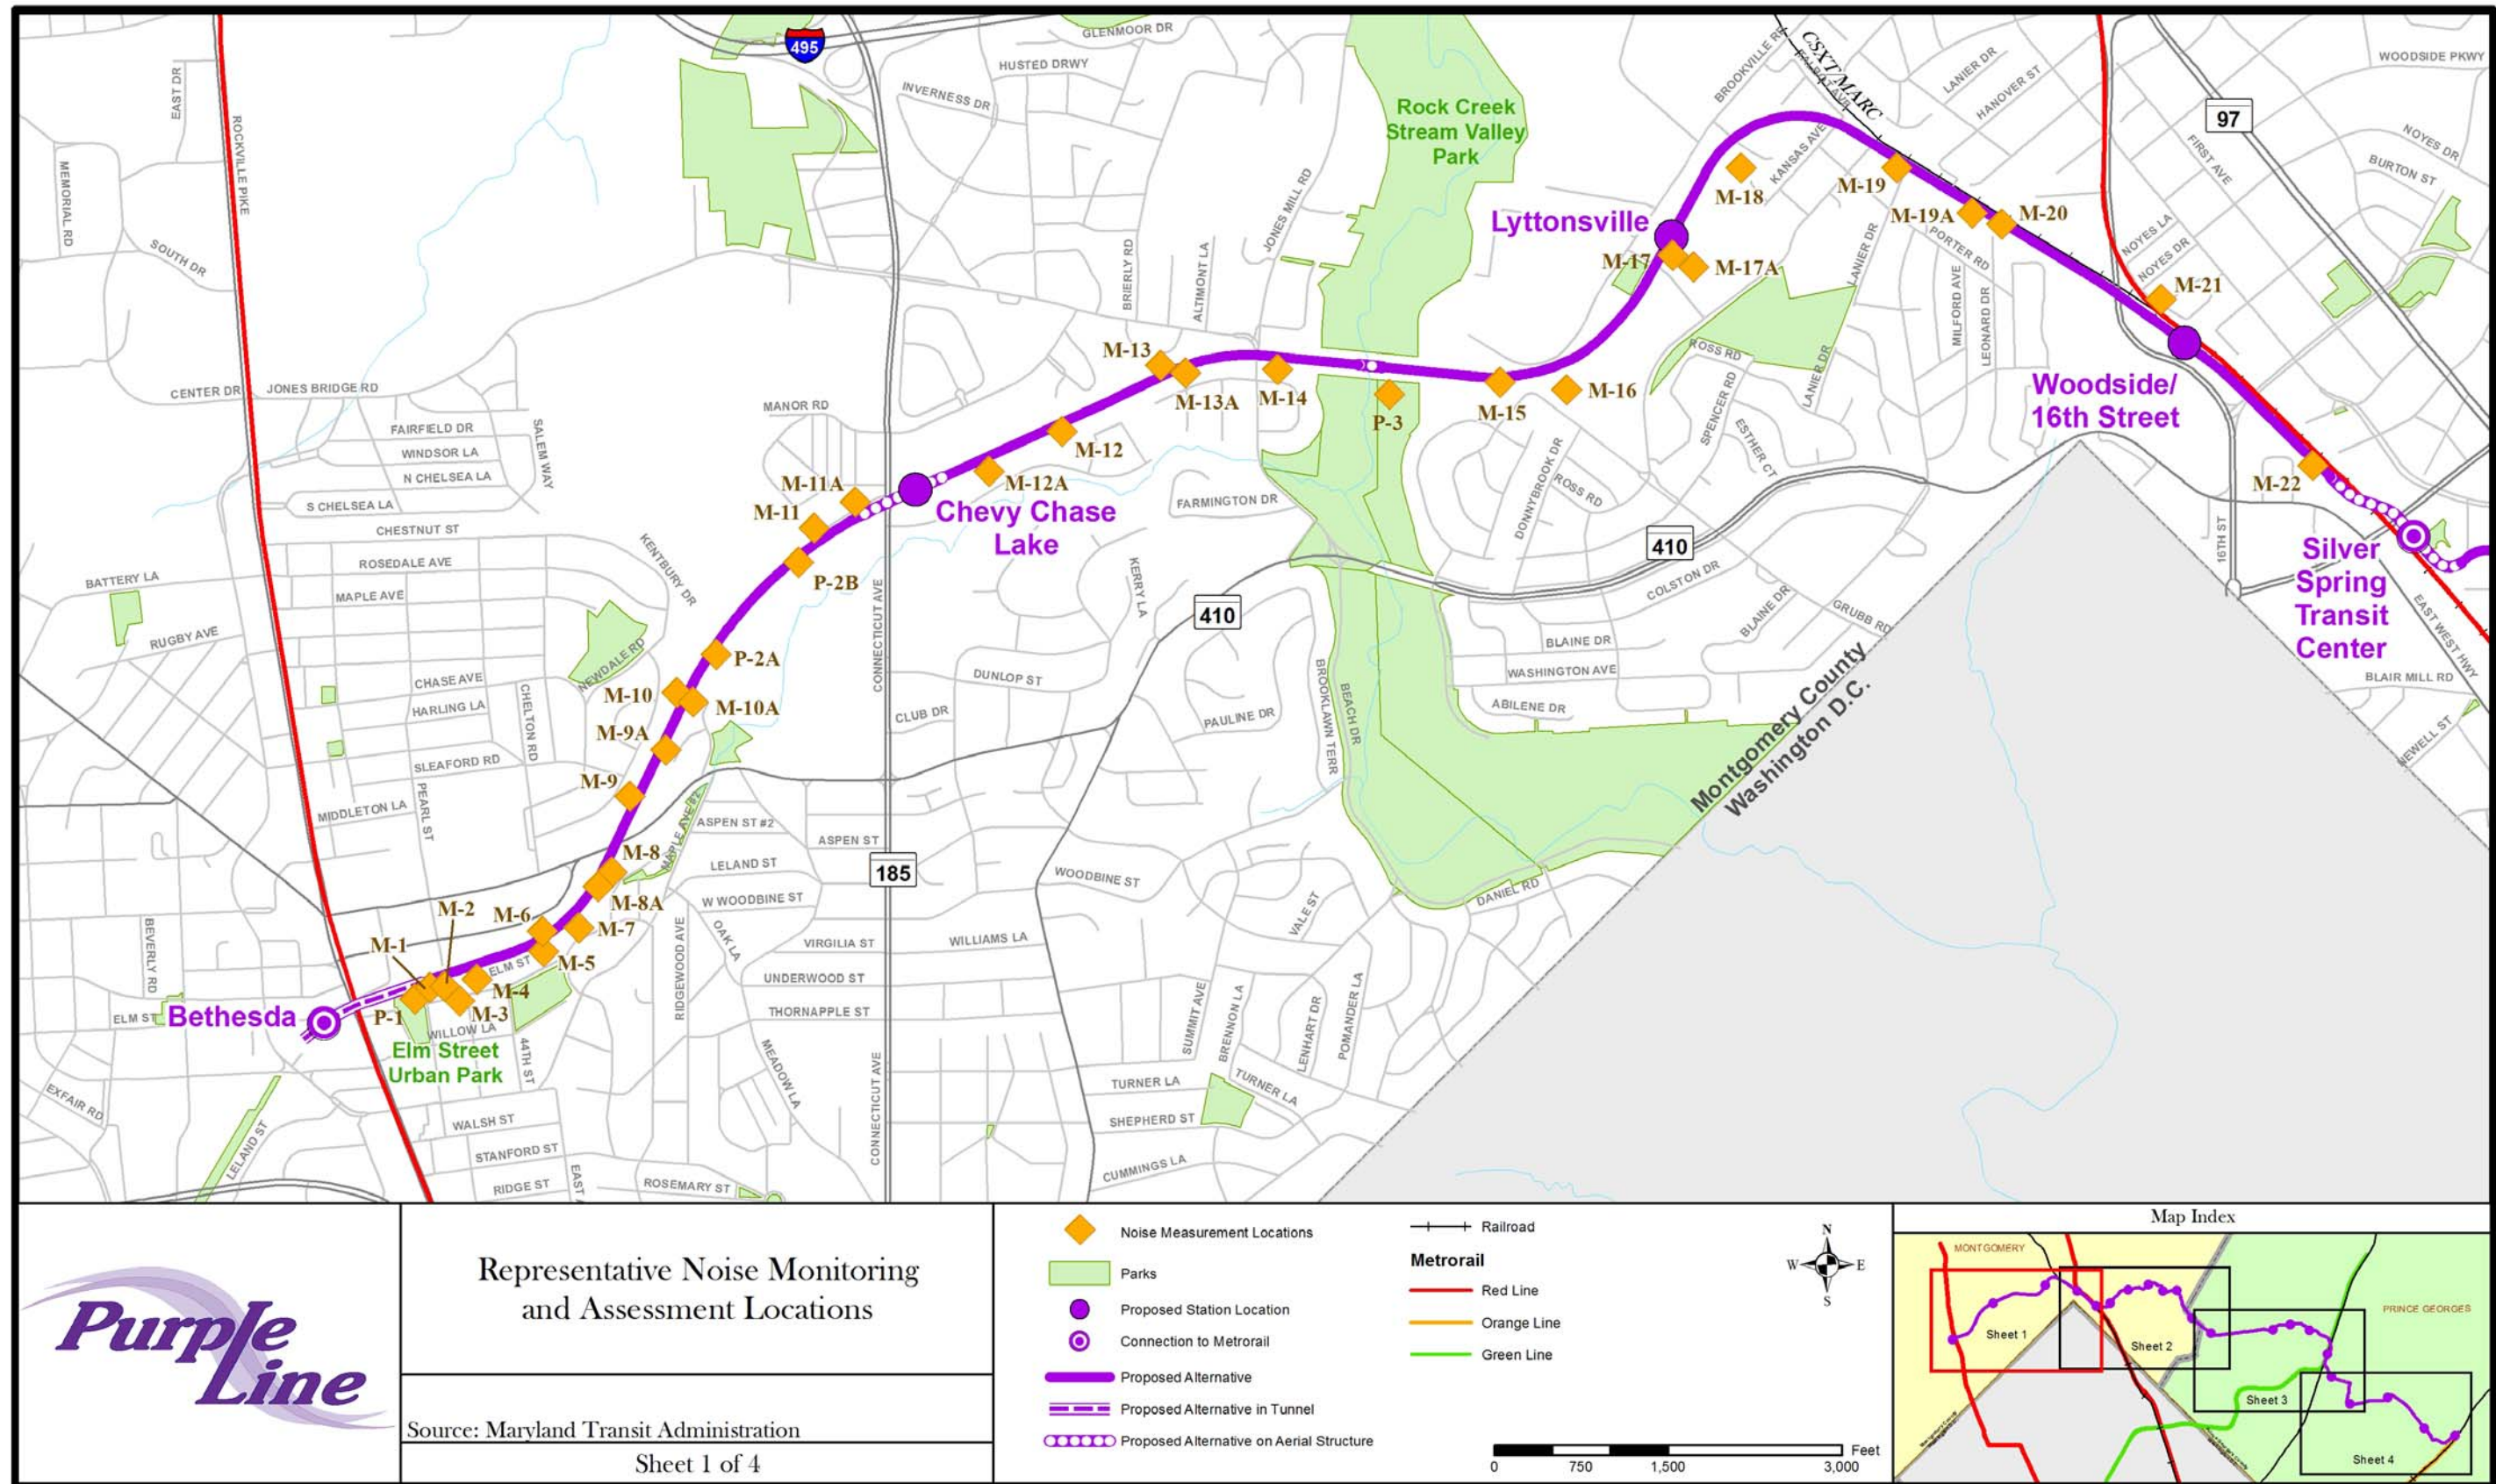 GLENMOOR DR
495
HUSTED DRWY
INVERNESS DR
EAST DR
ROCKVILLE PIKE
MEMORIAL RD
SOUTH DR
Rock Creek
Stream Valley
Park
JONES MILL RD
BRIERLY RD
ALTIMONT LA
BROOKVILLE RD
CSXT/MARC
LANIER DR
HANOVER ST
WOODSIDE PKWY
97
NOYES DR
BURTON ST
FIRST AVE
KANSAS AVE
M-18
M-19
Lyttonsville
M-19A
M-20
PORTER RD
NOYES LA
NOYES DR
M-17
M-17A
LANIER DR
MILFORD AVE
LEONARD DR
M-21
CENTER DR
JONES BRIDGE RD
FAIRFIELD DR
WINDSOR LA
N CHELSEA LA
S CHELSEA LA
SALEM WAY
CHESTNUT ST
ROSEDALE AVE
MAPLE AVE
BATTERY LA
RUGBY AVE
KENTBURY DR
MANOR RD
M-13
M-13A
M-14
P-3
M-15
M-16
ROSS RD
SPENCER RD
LANIER DR
ESTHER CT
DONNYBROOK DR
ROSS RD
Woodside/
16th Street
M-12
M-12A
M-11A
M-11
P-2B
Chevy Chase
Lake
FARMINGTON DR
KERRY LA
410
410
COLSTON DR
BLAINE DR
BLAINE DR
GRUBB RD
WASHINGTON AVE
ABILENE DR
M-22
16TH ST
Silver
Spring
Transit
Center
EAST WEST HWY
BLAIR MILL RD
NEWELL ST
NEWDALE RD
P-2A
M-10
M-10A
M-9A
M-9
CHASE AVE
HARLING LA
CHELTON RD
SLEAFORD RD
MIDDLETON LA
PEARL ST
CONNECTICUT AVE
DUNLOP ST
CLUB DR
PAULINE DR
BROOKLAWN TERR
BEACH DR
Montgomery County
Washington D.C.
MAPLE AVE #2
ASPEN ST #2
ASPEN ST
LELAND ST
185
W WOODBINE ST
WOODBINE ST
VALE ST
DANIEL RD
M-8
M-8A
M-7
M-6
M-5
M-2
M-1
M-4
M-3
P-1
ELM ST
BEVERLY RD
ELM ST
Bethesda
WILLOW LA
Elm Street
Urban Park
44TH ST
RIDGEWOOD AVE
OAK LA
VIRGILIA ST
WILLIAMS LA
UNDERWOOD ST
THORNAPPLE ST
MEADOW LA
CONNECTICUT AVE
SUMMIT AVE
BRENNON LA
LENHART DR
POMANDER LA
TURNER LA
TURNER LA
SHEPHERD ST
CUMMINGS LA
EXFAIR RD
LELAND ST
WALSH ST
STANFORD ST
RIDGE ST
EAST
ROSEMARY ST
Purple
Line
Representative Noise Monitoring
and Assessment Locations
Source: Maryland Transit Administration
Sheet 1 of 4
Noise Measurement Locations
Parks
Proposed Station Location
Connection to Metrorail
Proposed Alternative
Proposed Alternative in Tunnel
Proposed Alternative on Aerial Structure
Railroad
Metrorail
Red Line
Orange Line
Green Line
N
W E
S
Feet
0 750 1,500 3,000
Map Index
MONTGOMERY
PRINCE GEORGES
Sheet 1
Sheet 2
Sheet 3
Sheet 4